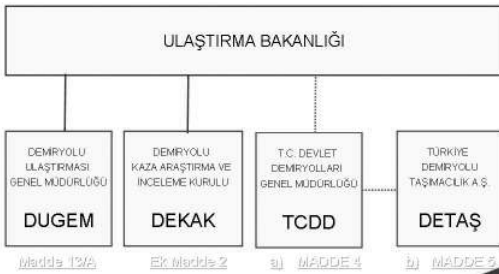 ULAŞTIRMA BAKANLIĞI
DEMİRYOLU
ULAŞTIRMASI
GENEL MÜDÜRLÜĞÜ
DUGEM
DEMİRYOLU
KAZA ARAŞTIRMA VE
İNCELEME KURULU
DEKAK
T.C. DEVLET
DEMİRYOLLARI
GENEL MÜDÜRLÜĞÜ
TCDD
TÜRKİYE
DEMİRYOLU
TAŞIMACILIK A.Ş.
DETAŞ
Madde 13/A
Ek Madde 2
a) MADDE 4
b) MADDE 5